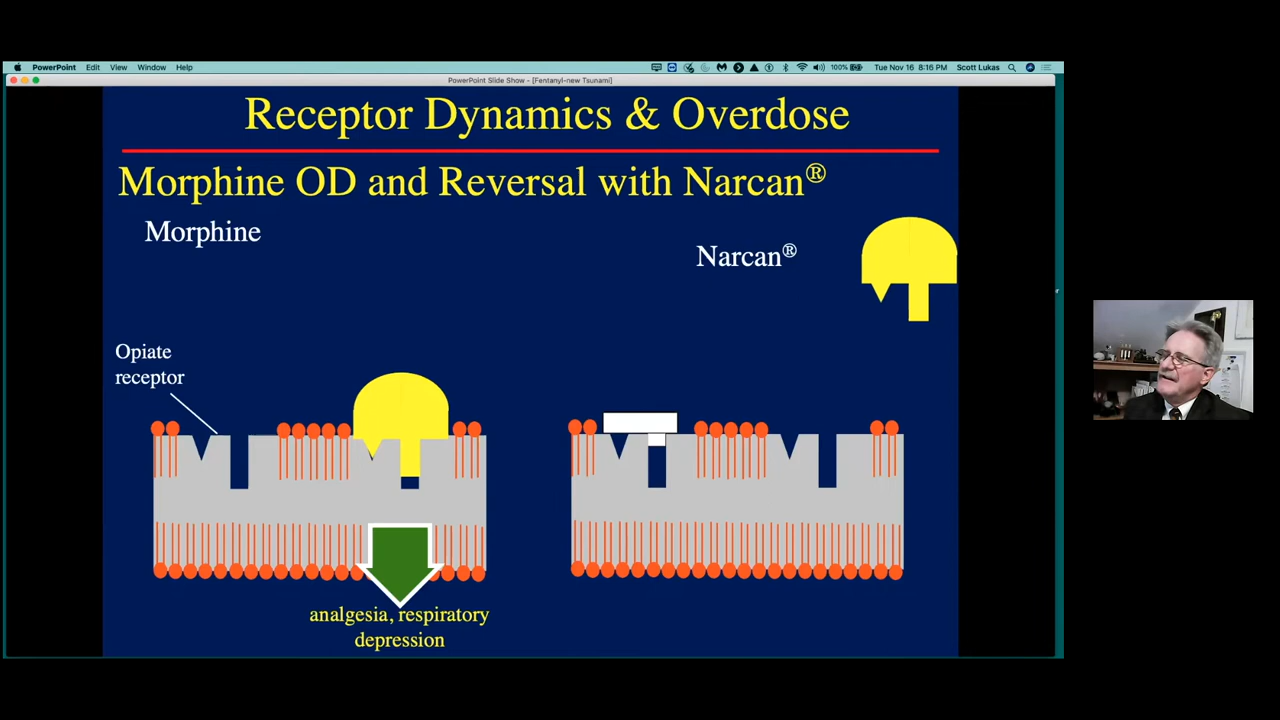 PowerPoint Edit View Window Help
100% Tue Nov 16 8:16 PM Scott Lukas
PowerPoint Slide Show - [Fentanyl-new Tsunami]
Receptor Dynamics & Overdose
Morphine OD and Reversal with Narcan®
Morphine
Narcan®
Opiate
receptor
analgesia, respiratory
depression